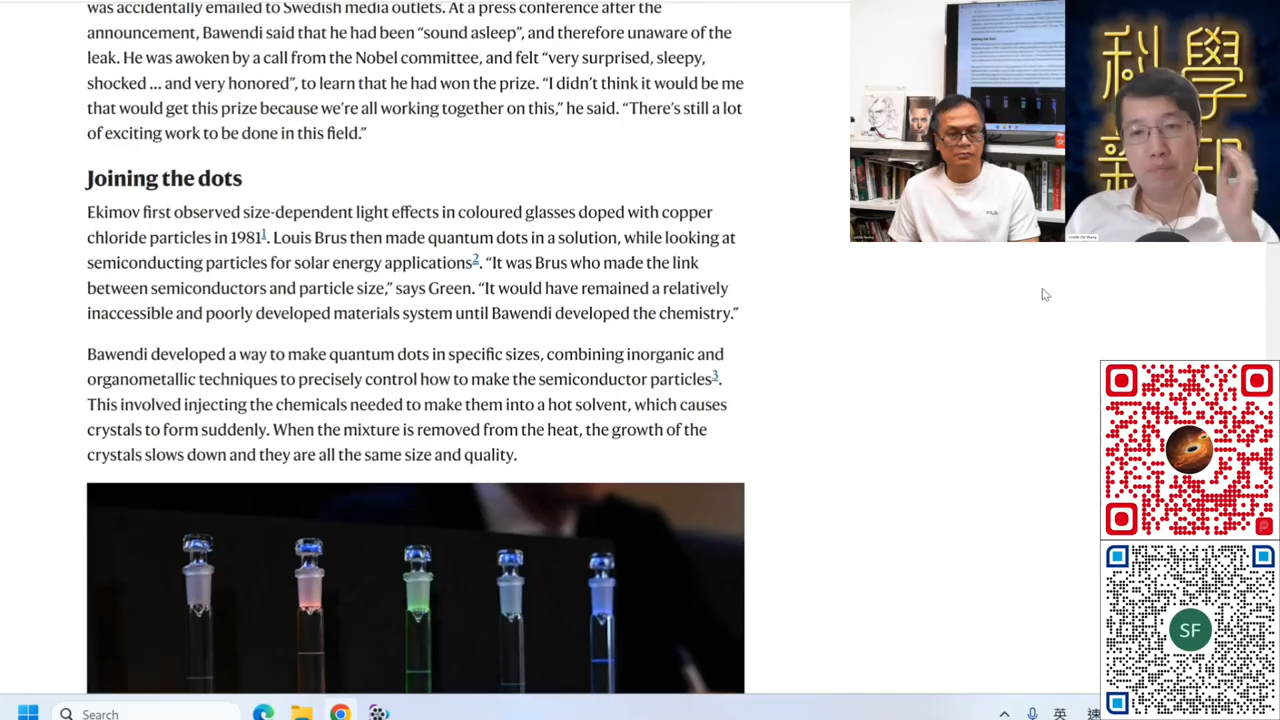 was accidentally emailed to Swedish media outlets. At a press conference after the
announcement, Bawendi said that he had been “sound asleep”, and therefore unaware of the
leak. He was awoken by a call from the Nobel committee and felt “very surprised, sleepy,
shocked … and very honoured” to hear that he had won the prize. “I didn’t think it would be me
that would get this prize because we’re all working together on this,” he said. “There’s still a lot
of exciting work to be done in this field.”
Joining the dots
Ekimov first observed size-dependent light effects in coloured glasses doped with copper
chloride particles in 1981¹. Louis Brus then made quantum dots in a solution, while looking at
semiconducting particles for solar energy applications². “It was Brus who made the link
between semiconductors and particle size,” says Green. “It would have remained a relatively
inaccessible and poorly developed materials system until Bawendi developed the chemistry.”
Bawendi developed a way to make quantum dots in specific sizes, combining inorganic and
organometallic techniques to precisely control how to make the semiconductor particles³.
This involved injecting the chemicals needed to make them into a hot solvent, which causes
crystals to form suddenly. When the mixture is removed from the heat, the growth of the
crystals slows down and they are all the same size and quality.
科學
新
FILA
SF
Search
英
速